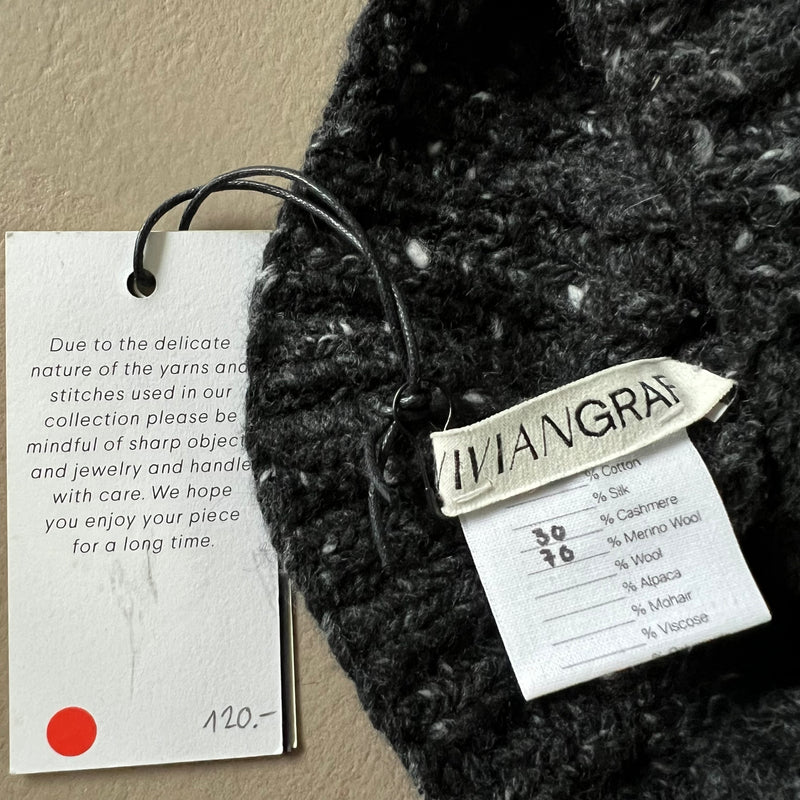 Due to the delicate
nature of the yarns and
stitches used in our
collection please be
mindful of sharp object
and jewelry and handle
with care. We hope
you enjoy your piece
for a long time.
120.-
VIVIANGRAF
% Cotton
% Silk
30 % Cashmere
70 % Merino Wool
% Wool
% Alpaca
% Mohair
% Viscose